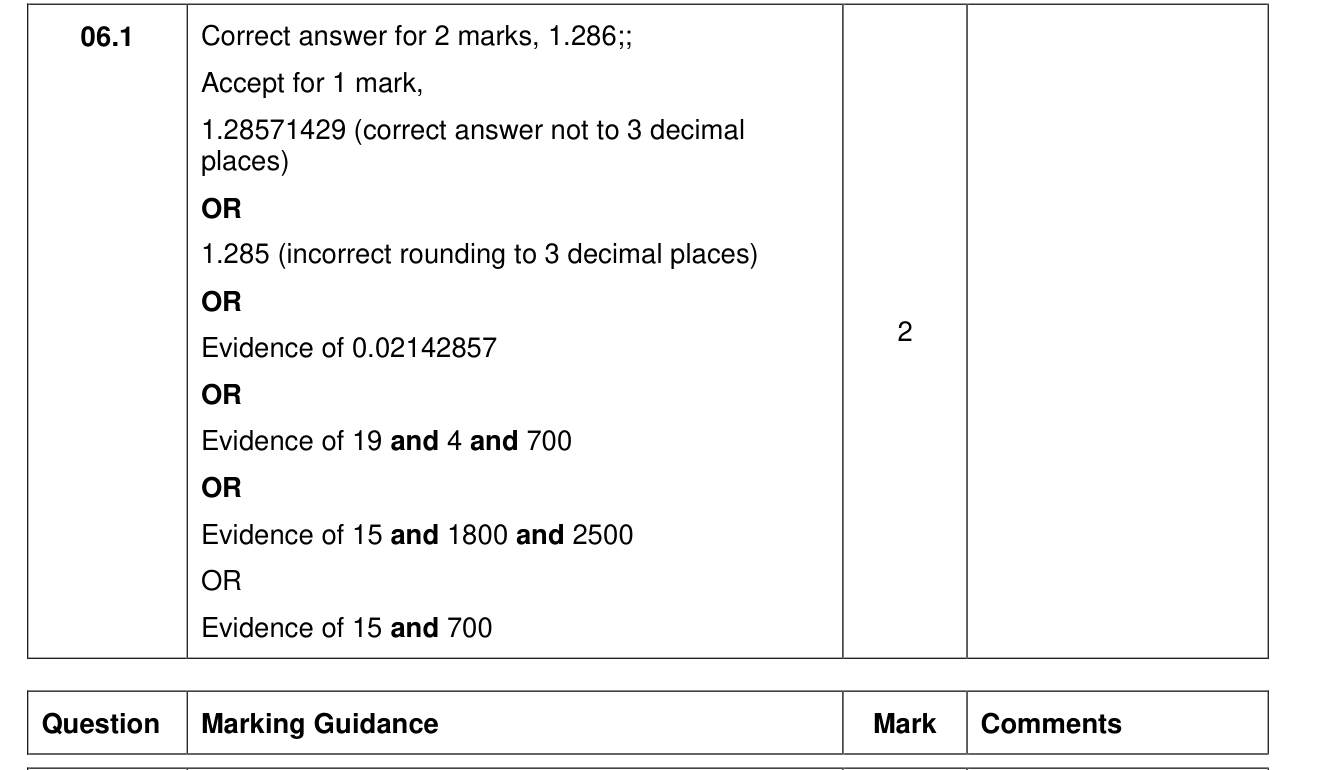 06.1
Correct answer for 2 marks, 1.286;;
Accept for 1 mark,
1.28571429 (correct answer not to 3 decimal
places)
OR
1.285 (incorrect rounding to 3 decimal places)
OR
Evidence of 0.02142857
OR
Evidence of 19 and 4 and 700
OR
Evidence of 15 and 1800 and 2500
OR
Evidence of 15 and 700
2
Question Marking Guidance Mark Comments